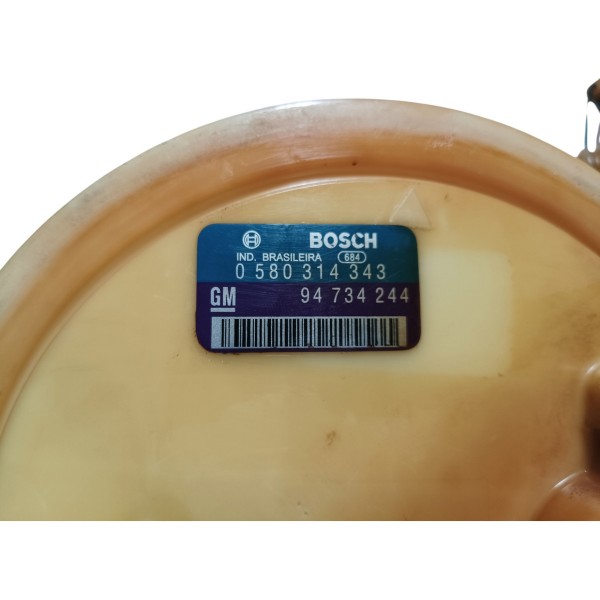 BOSCH
IND. BRASILEIRA 684
0 580 314 343
GM 94 734 244